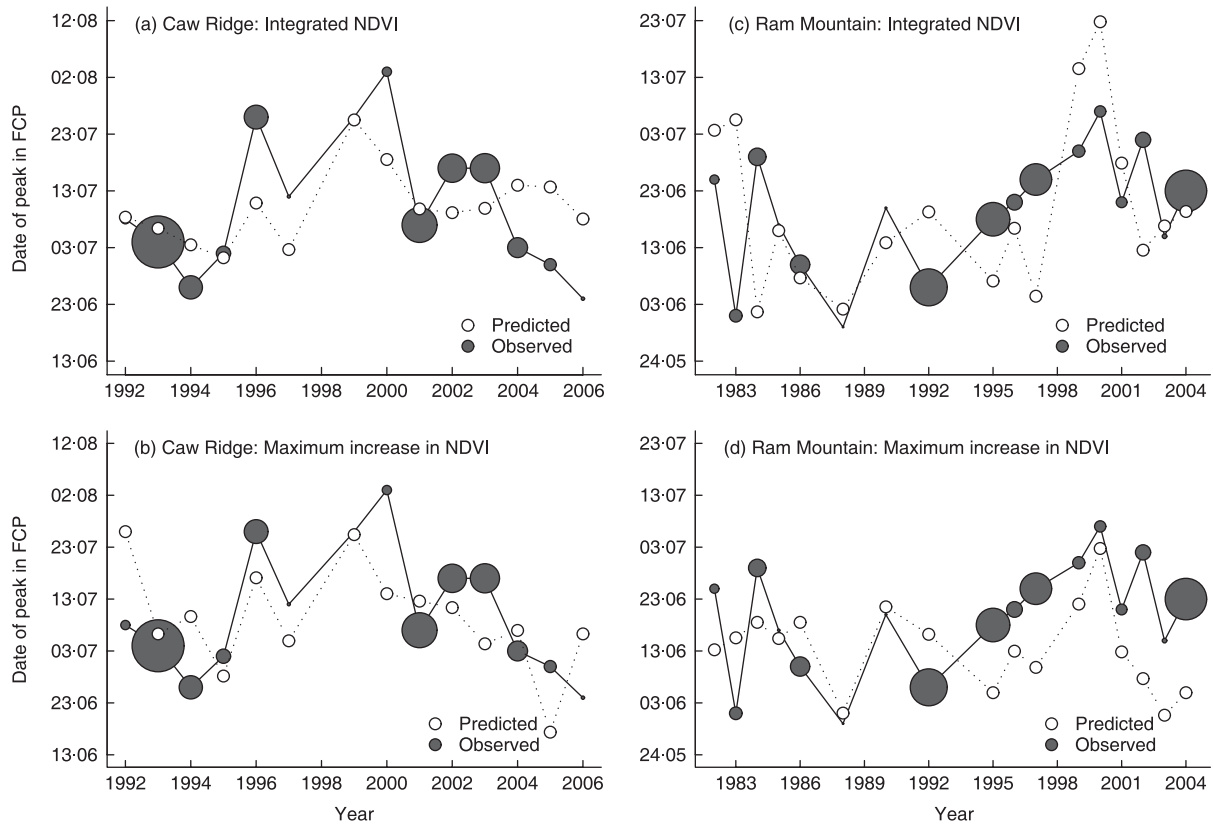 (a) Caw Ridge: Integrated NDVI
Date of peak in FCP
12·08
02·08
23·07
13·07
03·07
23·06
13·06
Predicted
Observed
1992 1994 1996 1998 2000 2002 2004 2006
(c) Ram Mountain: Integrated NDVI
23·07
13·07
03·07
23·06
13·06
03·06
24·05
Predicted
Observed
1983 1986 1989 1992 1995 1998 2001 2004
(b) Caw Ridge: Maximum increase in NDVI
Date of peak in FCP
12·08
02·08
23·07
13·07
03·07
23·06
13·06
Predicted
Observed
1992 1994 1996 1998 2000 2002 2004 2006
Year
(d) Ram Mountain: Maximum increase in NDVI
23·07
13·07
03·07
23·06
13·06
03·06
24·05
Predicted
Observed
1983 1986 1989 1992 1995 1998 2001 2004
Year